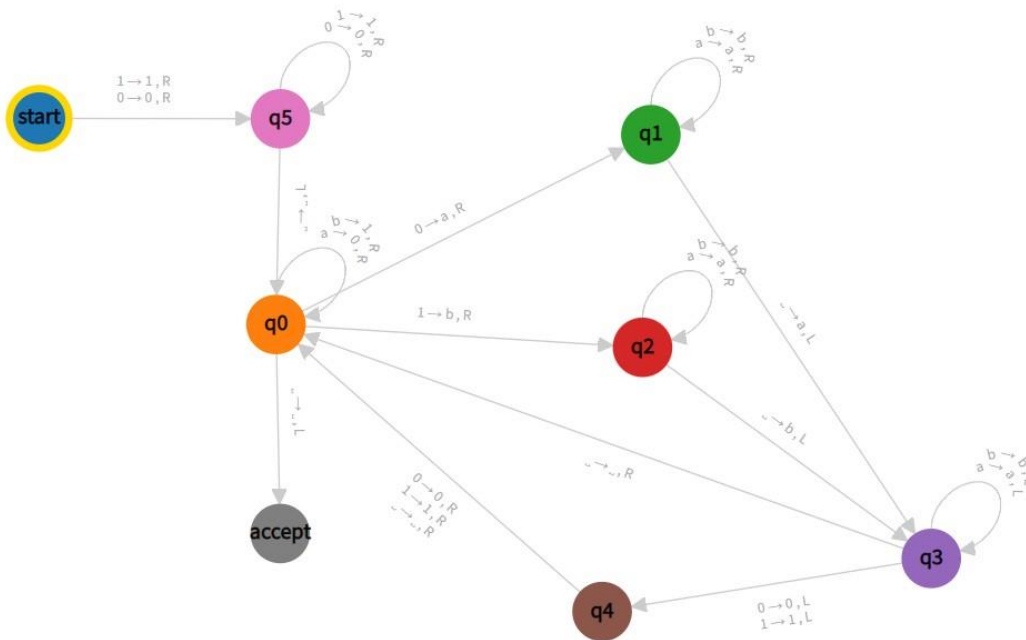 1→1,R
0→0,R
start
1→1,R
0→0,R
q5
b→b,R
a→a,R
q1
␣→␣,L
b→1,R
a→0,R
0→a,R
q0
b→b,R
a→a,R
1→b,R
q2
␣→a,L
␣→b,L
␣→␣,L
␣→␣,R
0→0,R
1→1,R
␣→␣,R
accept
b→b,L
a→a,L
q3
q4
0→0,L
1→1,L